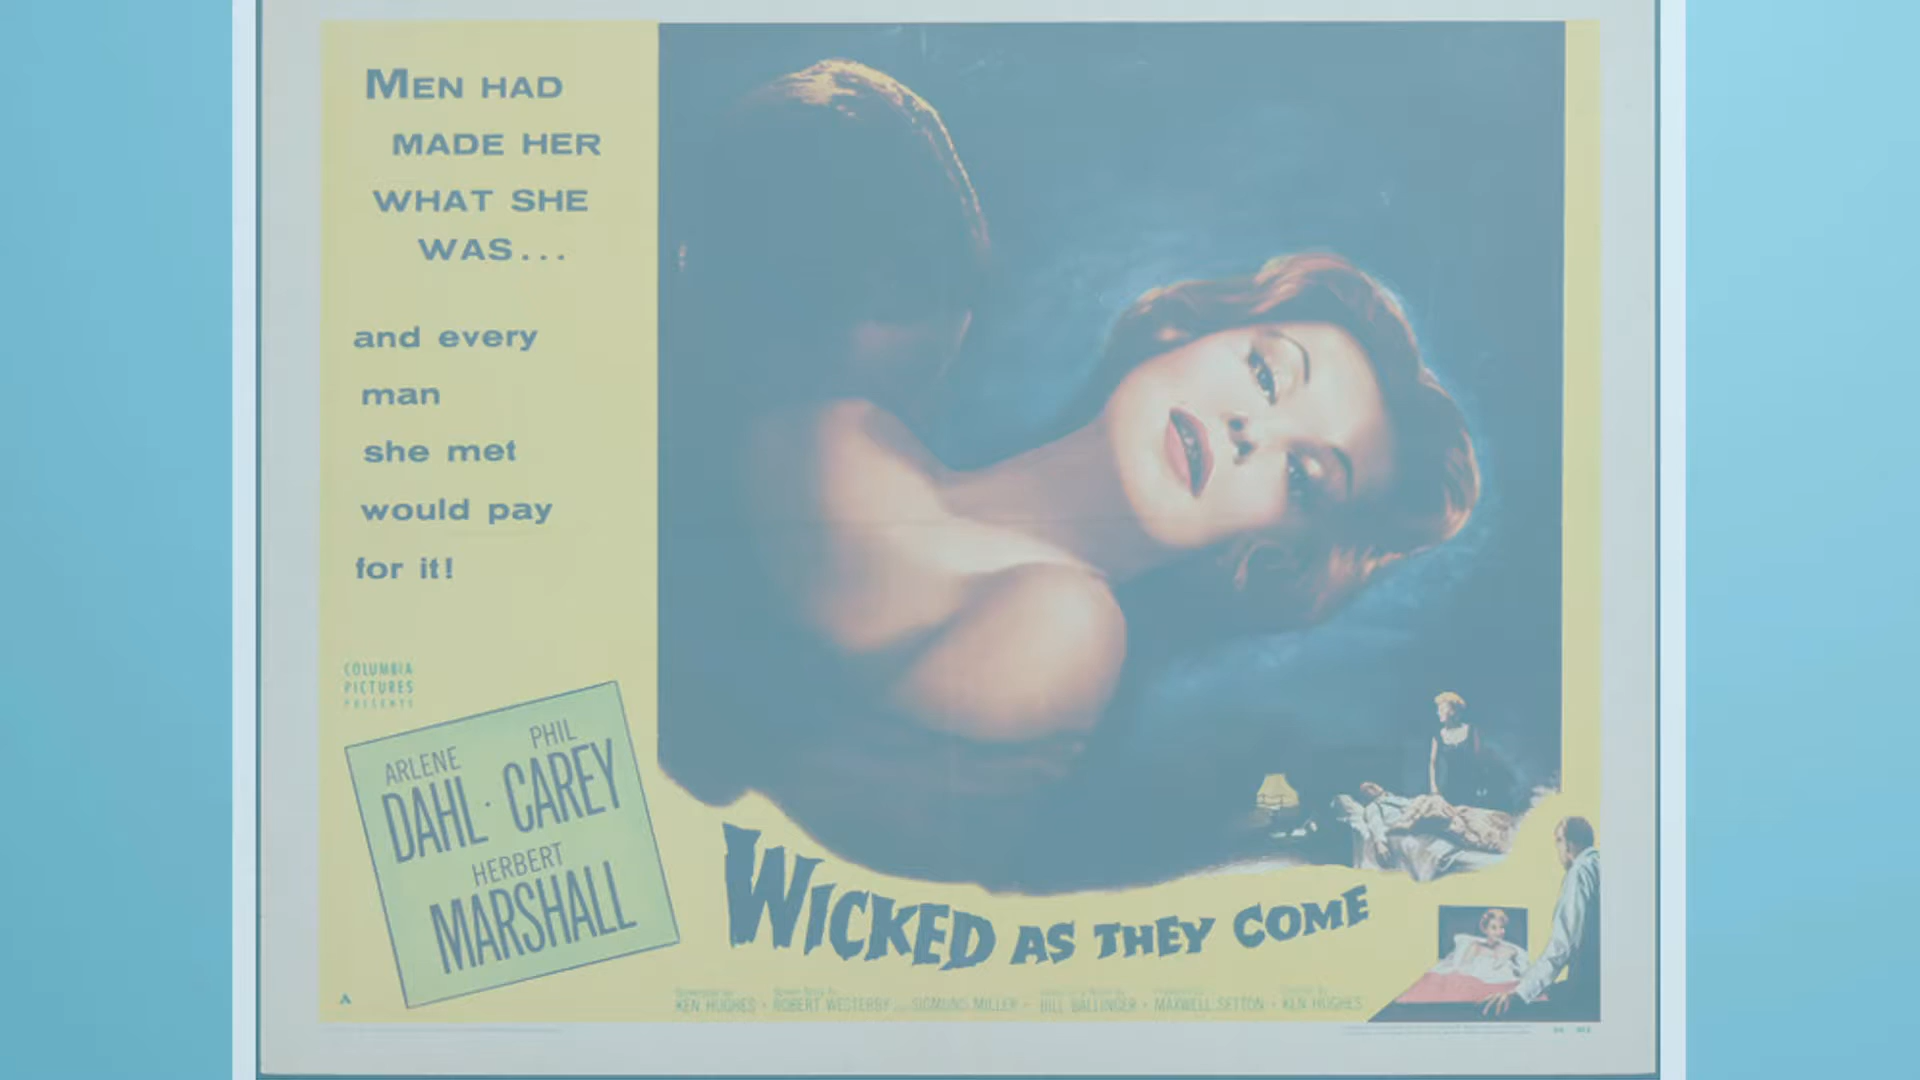 MEN HAD
MADE HER
WHAT SHE
WAS...
and every
man
she met
would pay
for it!
COLUMBIA
PICTURES
PRESENTS
ARLENE
DAHL ·
PHIL
CAREY
HERBERT
MARSHALL
WICKED AS THEY COME
KEN HUGHES · ROBERT WESTERBY SIGMUND MILLER · BILL BALLINGER · MAXWELL SETTON · KEN HUGHES